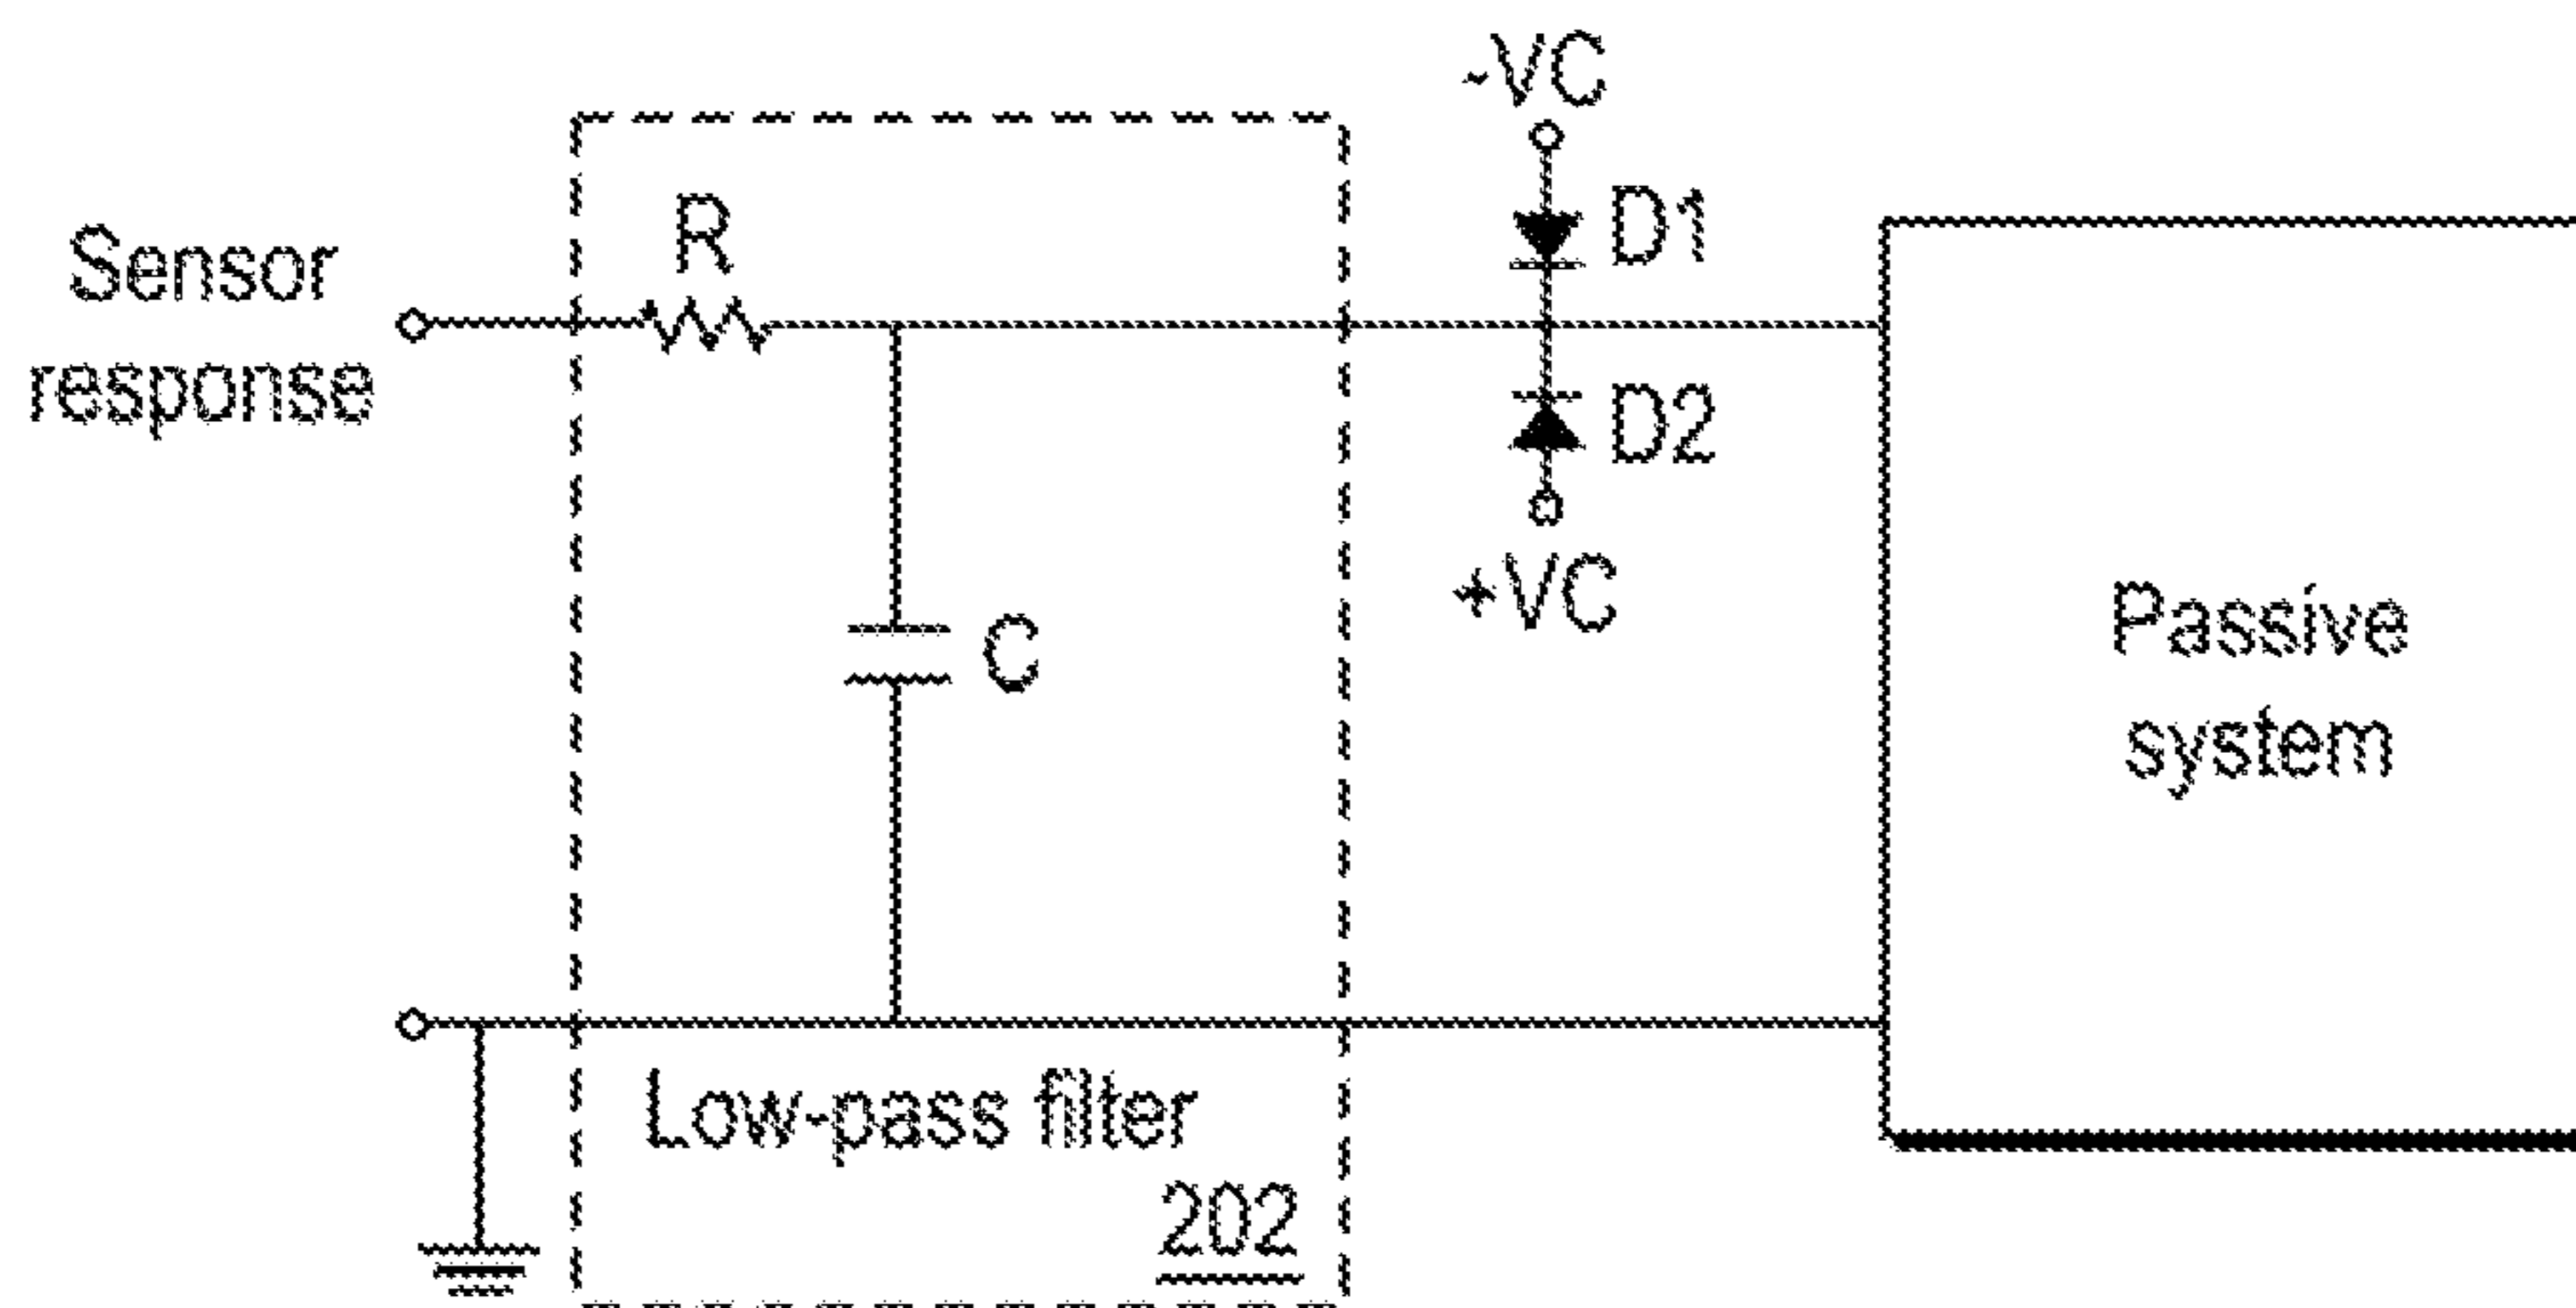 -VC
D1
R
Sensor
response
D2
+VC
C
Passive
system
Low-pass filter
202